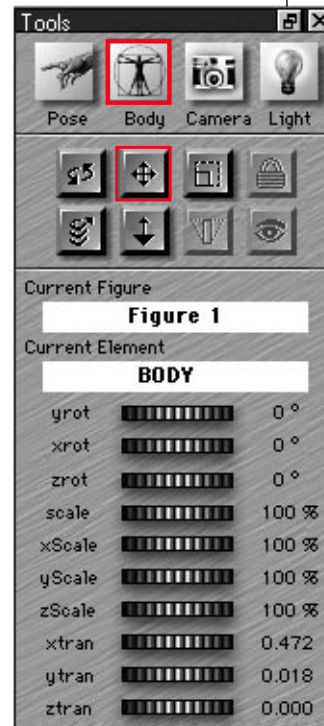 Tools
Pose Body Camera Light
Current Figure
Figure 1
Current Element
BODY
yrot 0 °
xrot 0 °
zrot 0 °
scale 100 %
xScale 100 %
yScale 100 %
zScale 100 %
xtran 0.472
ytran 0.018
ztran 0.000